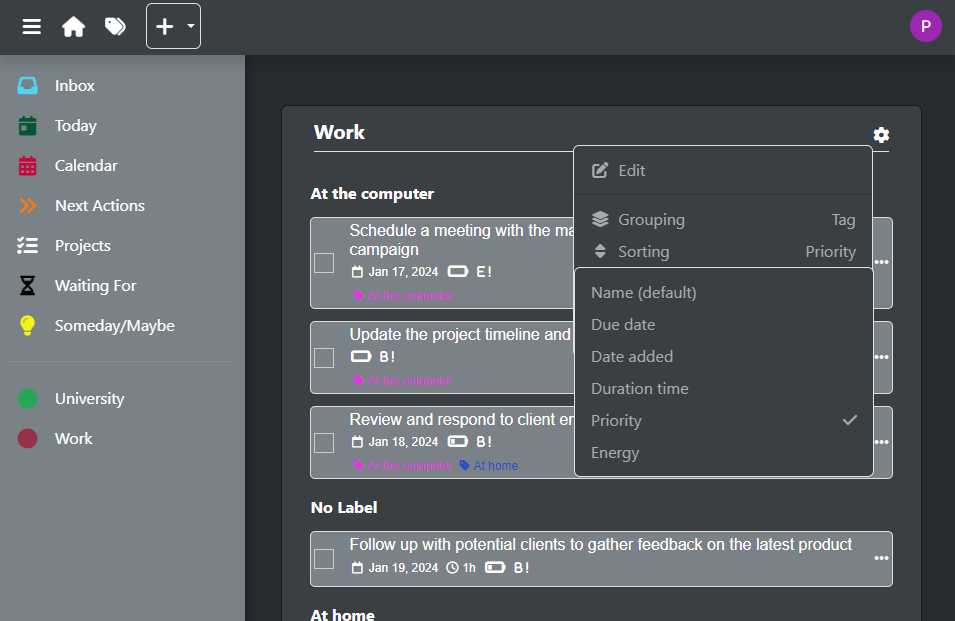 P
Inbox
Today
Calendar
Next Actions
Projects
Waiting For
Someday/Maybe
University
Work
Work
Edit
Grouping Tag
Sorting Priority
Name (default)
Due date
Date added
Duration time
Priority
Energy
At the computer
Schedule a meeting with the
campaign
Jan 17, 2024 E!
At the computer
Update the project timeline and
B!
At the computer
Review and respond to client
Jan 18, 2024 B!
At the computer At home
No Label
Follow up with potential clients to gather feedback on the latest product
Jan 19, 2024 1h B!
At home